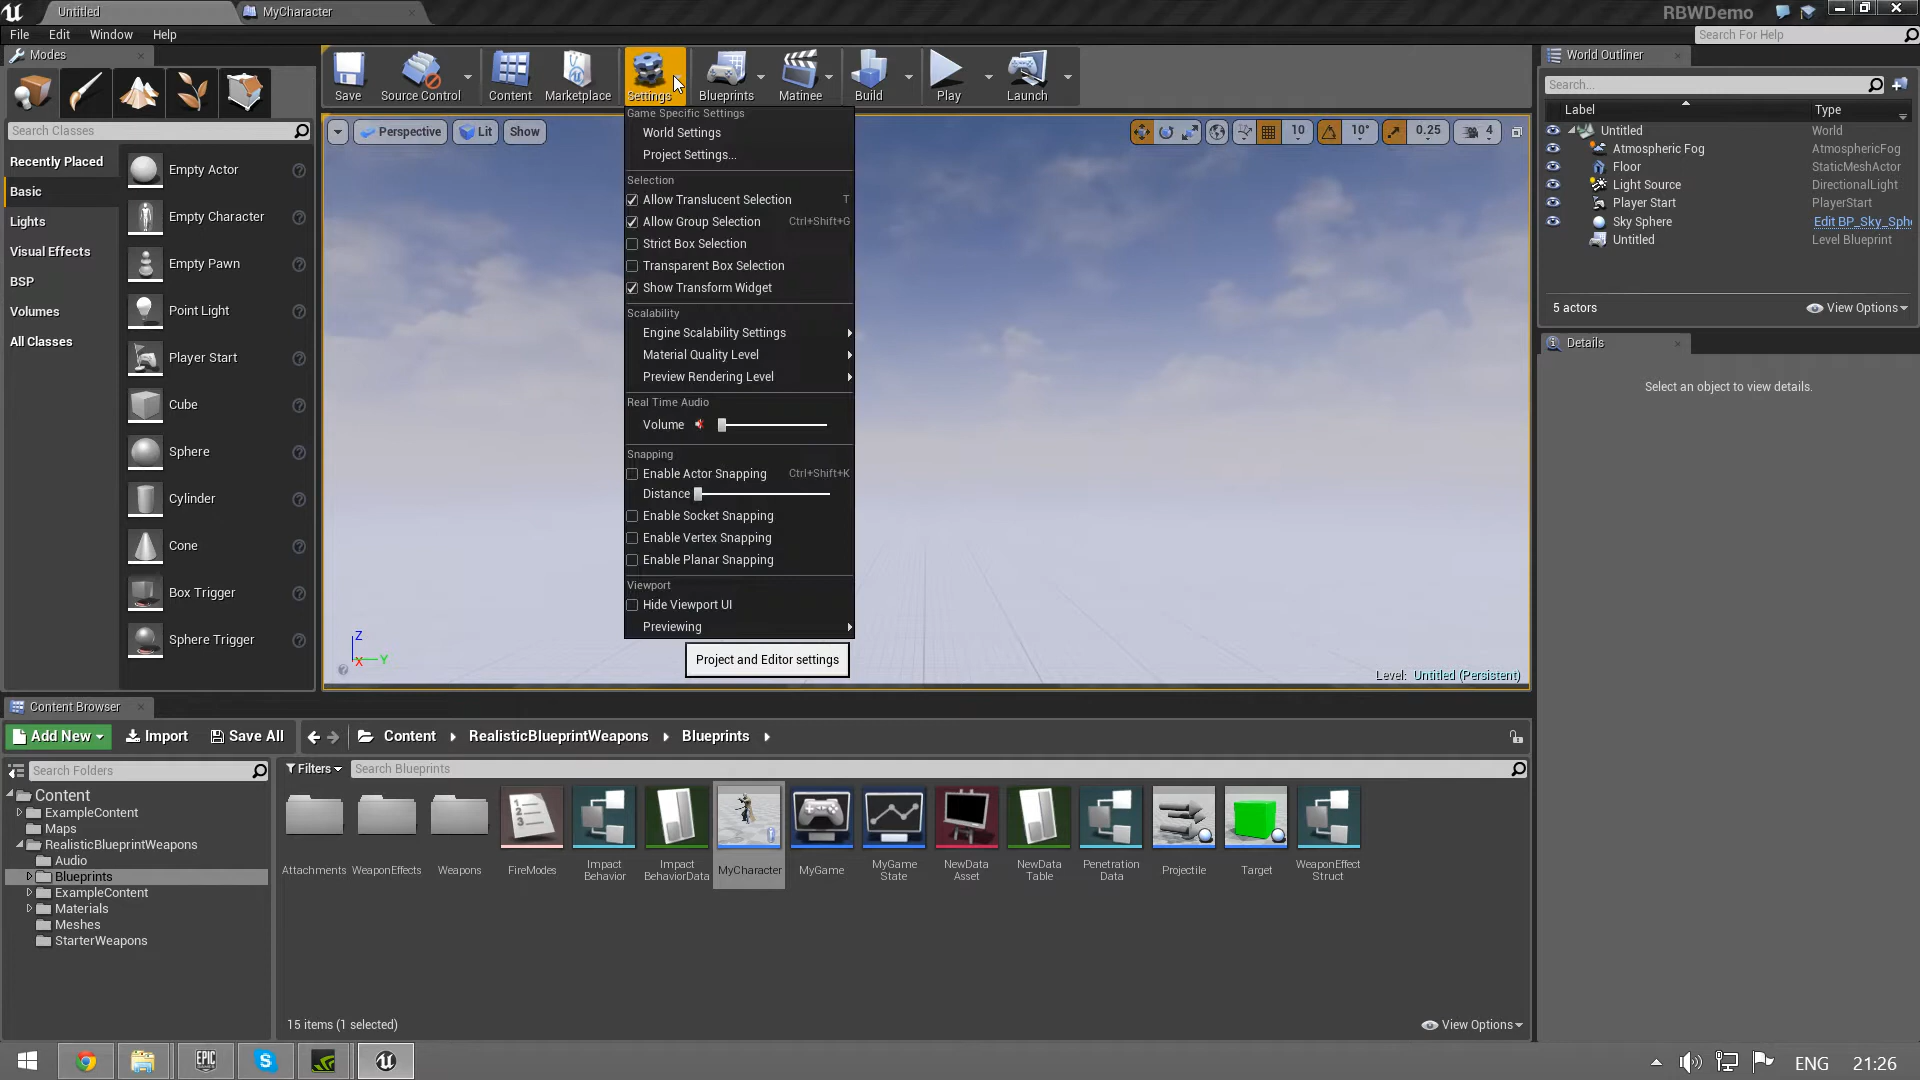 Untitled
MyCharacter
RBWDemo
File Edit Window Help
Search For Help
Modes
Save
Source Control
Content
Marketplace
Settings
Blueprints
Matinee
Build
Play
Launch
Search Classes
Recently Placed
Basic
Lights
Visual Effects
BSP
Volumes
All Classes
Empty Actor
Empty Character
Empty Pawn
Point Light
Player Start
Cube
Sphere
Cylinder
Cone
Box Trigger
Sphere Trigger
Perspective
Lit
Show
10
10°
0.25
4
Game Specific Settings
World Settings
Project Settings...
Selection
Allow Translucent Selection T
Allow Group Selection Ctrl+Shift+G
Strict Box Selection
Transparent Box Selection
Show Transform Widget
Scalability
Engine Scalability Settings
Material Quality Level
Preview Rendering Level
Real Time Audio
Volume
Snapping
Enable Actor Snapping Ctrl+Shift+K
Distance
Enable Socket Snapping
Enable Vertex Snapping
Enable Planar Snapping
Viewport
Hide Viewport UI
Previewing
Project and Editor settings
Z
X
Y
Level: Untitled (Persistent)
World Outliner
Search...
Label Type
Untitled World
Atmospheric Fog AtmosphericFog
Floor StaticMeshActor
Light Source DirectionalLight
Player Start PlayerStart
Sky Sphere Edit BP_Sky_Sph
Untitled Level Blueprint
5 actors
View Options
Details
Select an object to view details.
Content Browser
Add New
Import
Save All
Content
RealisticBlueprintWeapons
Blueprints
Search Folders
Filters
Search Blueprints
Content
ExampleContent
Maps
RealisticBlueprintWeapons
Audio
Blueprints
ExampleContent
Materials
Meshes
StarterWeapons
Attachments
WeaponEffects
Weapons
FireModes
Impact
Behavior
Impact
BehaviorData
MyCharacter
MyGame
MyGame
State
NewData
Asset
NewData
Table
Penetration
Data
Projectile
Target
WeaponEffect
Struct
15 items (1 selected)
View Options
EPIC
GAMES
ENG
21:26